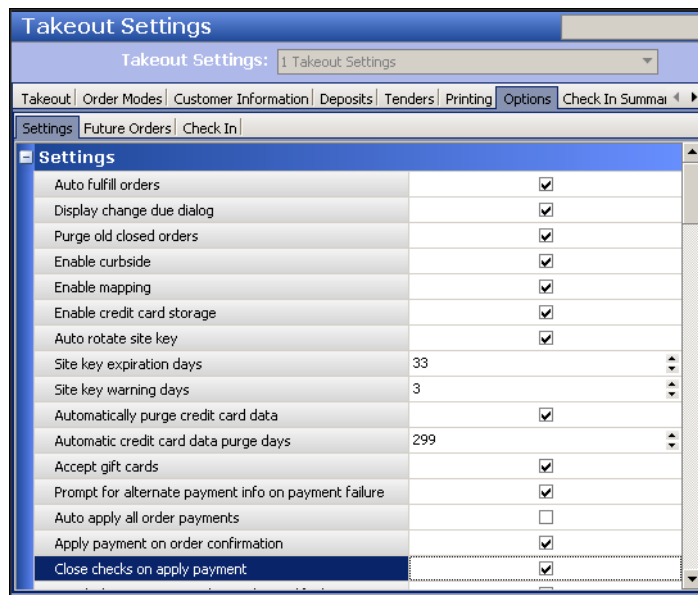 Takeout Settings
Takeout Settings: 1 Takeout Settings
Takeout Order Modes Customer Information Deposits Tenders Printing Options Check In Summar
Settings Future Orders Check In
Settings
Auto fulfill orders
Display change due dialog
Purge old closed orders
Enable curbside
Enable mapping
Enable credit card storage
Auto rotate site key
Site key expiration days 33
Site key warning days 3
Automatically purge credit card data
Automatic credit card data purge days 299
Accept gift cards
Prompt for alternate payment info on payment failure
Auto apply all order payments
Apply payment on order confirmation
Close checks on apply payment